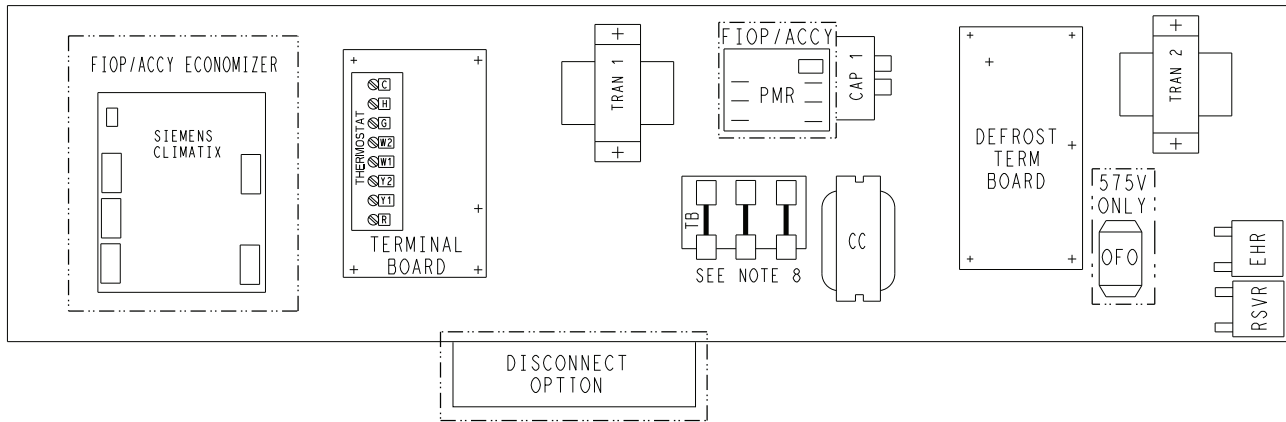 FIOP/ACCY ECONOMIZER
SIEMENS
CLIMATIX
THERMOSTAT
C
H
G
W2
W1
Y2
Y1
R
TERMINAL
BOARD
TRAN 1
FIOP/ACCY
PMR
CAP 1
TB
SEE NOTE 8
CC
DEFROST
TERM
BOARD
TRAN 2
575V
ONLY
OFO
EHR
RSVR
DISCONNECT
OPTION